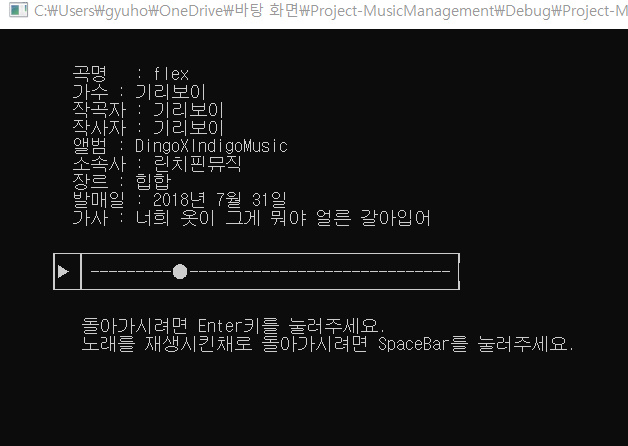 C:₩Users₩gyuho₩OneDrive₩바탕 화면₩Project-MusicManagement₩Debug₩Project-M
곡명   : flex
가수 : 기리보이
작곡자 : 기리보이
작사자 : 기리보이
앨범 : DingoXIndigoMusic
소속사 : 린치핀뮤직
장르 : 힙합
발매일 : 2018년 7월 31일
가사 : 너희 옷이 그게 뭐야 얼른 갈아입어
▶ ---------●-----------------------------
돌아가시려면 Enter키를 눌러주세요.
노래를 재생시킨채로 돌아가시려면 SpaceBar를 눌러주세요.